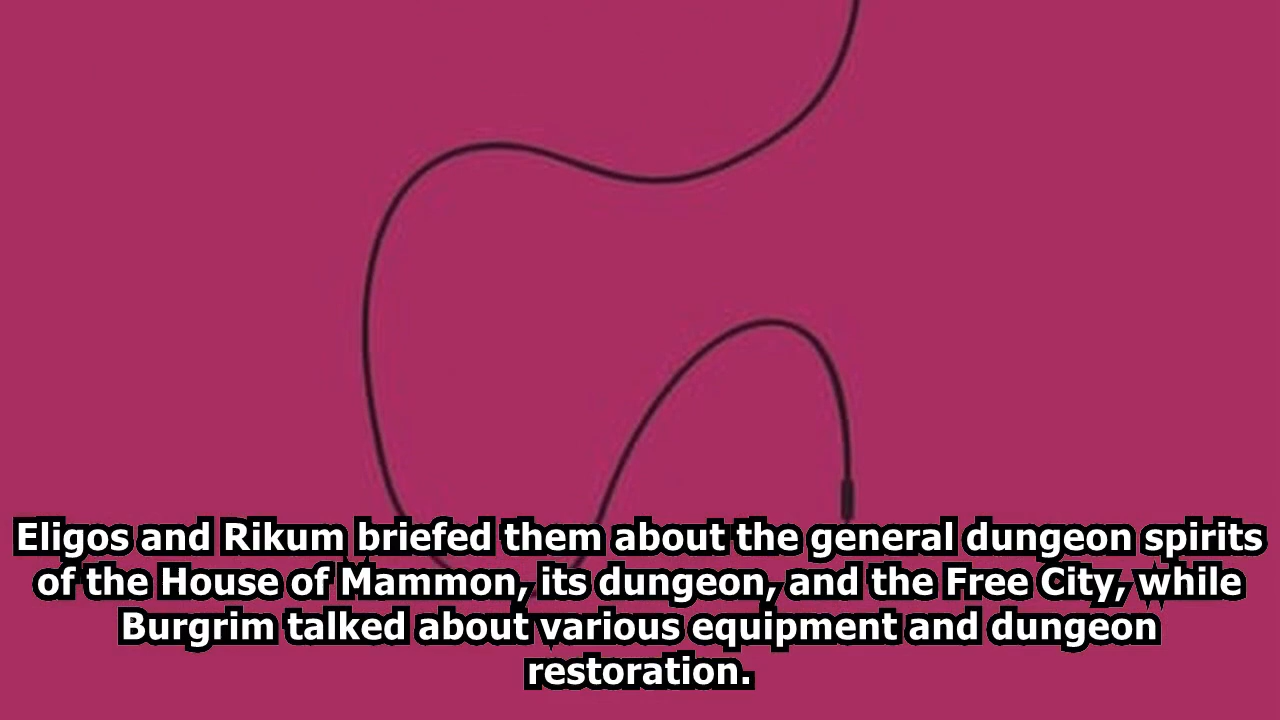 Eligos and Rikum briefed them about the general dungeon spirits
of the House of Mammon, its dungeon, and the Free City, while
Burgrim talked about various equipment and dungeon
restoration.